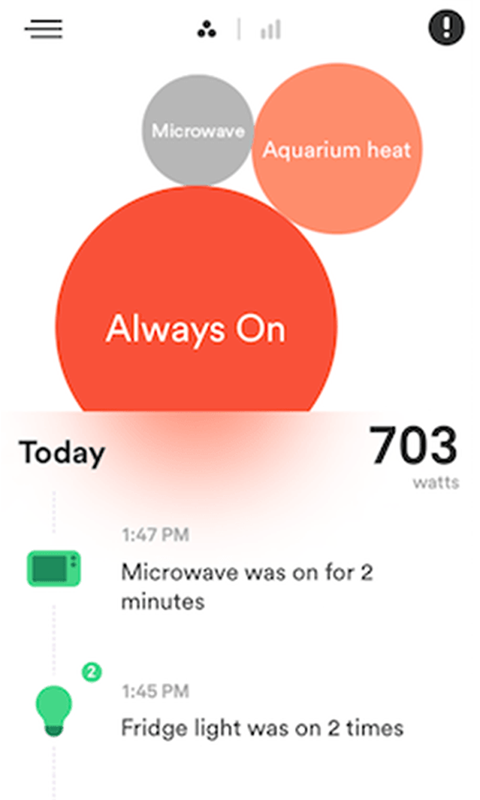 Microwave
Aquarium heat
Always On
Today
703
watts
1:47 PM
Microwave was on for 2
minutes
2
1:45 PM
Fridge light was on 2 times